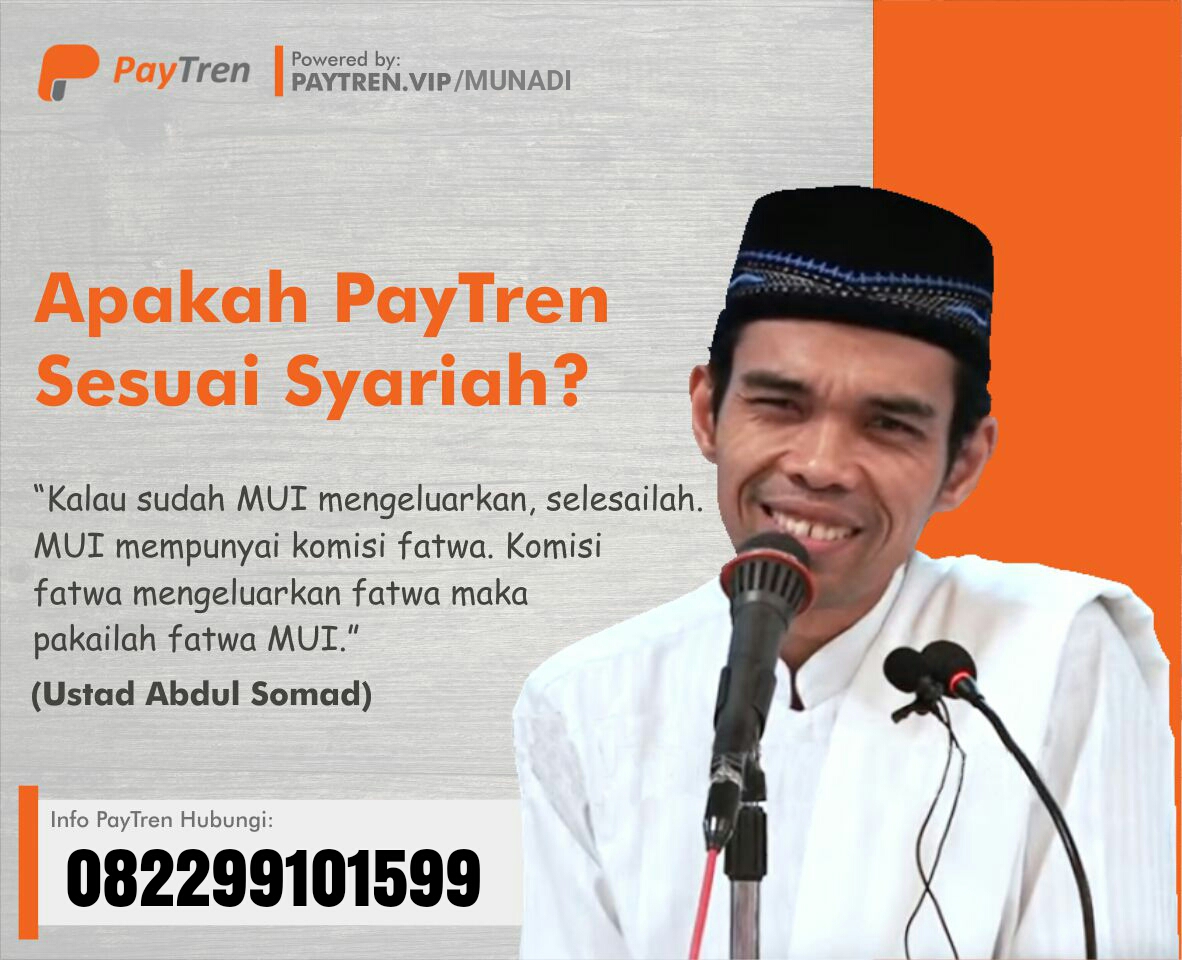 PayTren
Powered by:
PAYTREN.VIP/MUNADI
Apakah PayTren
Sesuai Syariah?
“Kalau sudah MUI mengeluarkan, selesailah.
MUI mempunyai komisi fatwa. Komisi
fatwa mengeluarkan fatwa maka
pakailah fatwa MUI.”
(Ustad Abdul Somad)
Info PayTren Hubungi:
082299101599